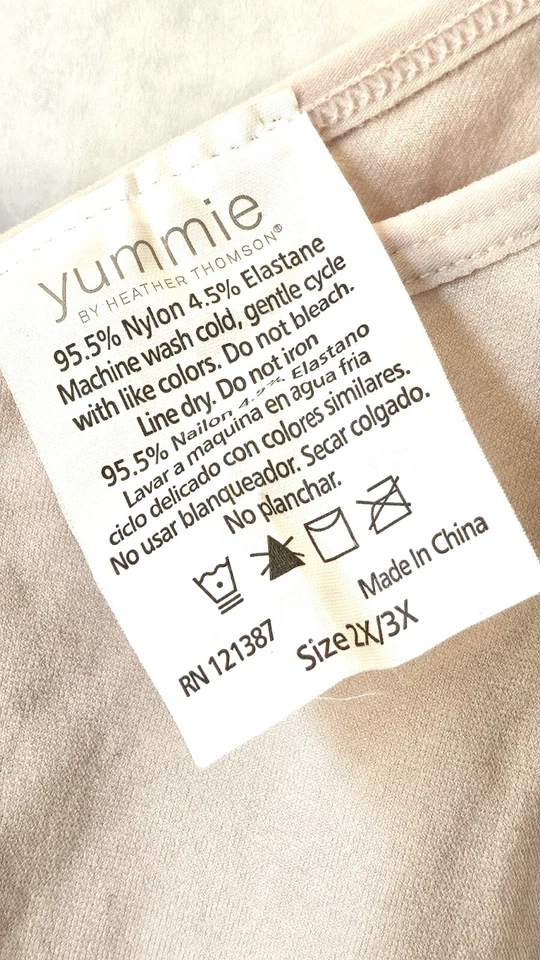 yummie
BY HEATHER THOMSON®
95.5% Nylon 4.5% Elastane
Machine wash cold, gentle cycle
with like colors. Do not bleach.
Line dry. Do not iron
95.5% Nailon 4.5% Elastano
Lavar a maquina en agua fria
ciclo delicado con colores similares.
No usar blanqueador. Secar colgado.
No planchar.
Made In China
RN 121387
Size 2X/3X